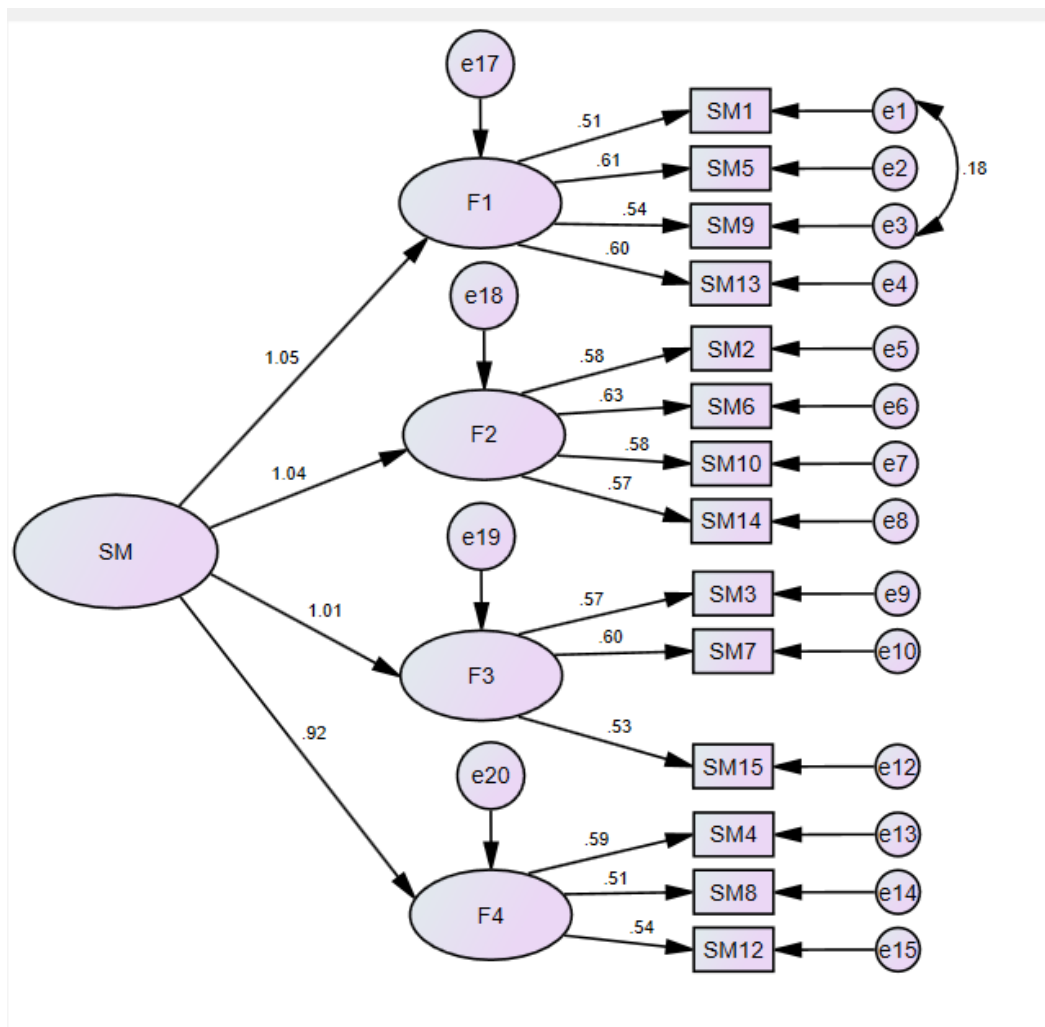 e17
SM1
e1
.51
.61
SM5
e2
.18
F1
.54
SM9
e3
.60
SM13
e4
e18
1.05
.58
SM2
e5
.63
SM6
e6
F2
.58
SM10
e7
1.04
.57
SM14
e8
e19
SM
.57
SM3
e9
1.01
.60
SM7
e10
F3
.92
.53
SM15
e12
e20
.59
SM4
e13
.51
SM8
e14
F4
.54
SM12
e15